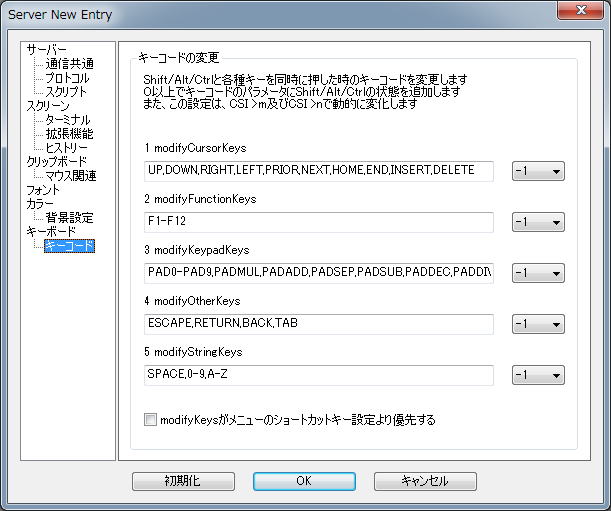 Server New Entry
サーバー
通信共通
プロトコル
スクリプト
スクリーン
ターミナル
拡張機能
ヒストリー
クリップボード
マウス関連
フォント
カラー
背景設定
キーボード
キーコード
キーコードの変更
Shift/Alt/Ctrlと各種キーを同時に押した時のキーコードを変更します
0以上でキーコードのパラメータにShift/Alt/Ctrlの状態を追加します
また、この設定は、CSI >m及びCSI >nで動的に変化します
1 modifyCursorKeys
UP,DOWN,RIGHT,LEFT,PRIOR,NEXT,HOME,END,INSERT,DELETE
-1
2 modifyFunctionKeys
F1-F12
-1
3 modifyKeypadKeys
PAD0-PAD9,PADMUL,PADADD,PADSEP,PADSUB,PADDEC,PADDIV
-1
4 modifyOtherKeys
ESCAPE,RETURN,BACK,TAB
-1
5 modifyStringKeys
SPACE,0-9,A-Z
-1
modifyKeysがメニューのショートカットキー設定より優先する
初期化
OK
キャンセル